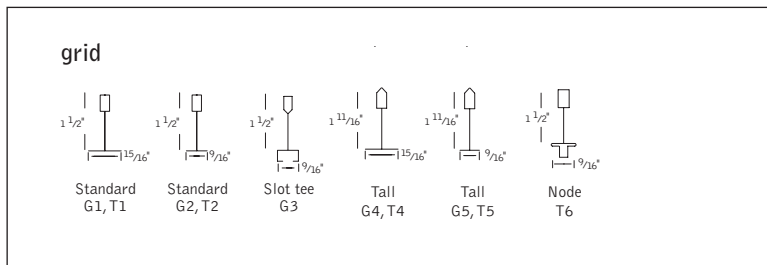 grid
1 1/2" 1 1/2" 1 1/2" 1 11/16" 1 11/16" 1 1/2"
15/16" 9/16" 9/16" 15/16" 9/16" 9/16"
Standard Standard Slot tee Tall Tall Node
G1, T1 G2, T2 G3 G4, T4 G5, T5 T6